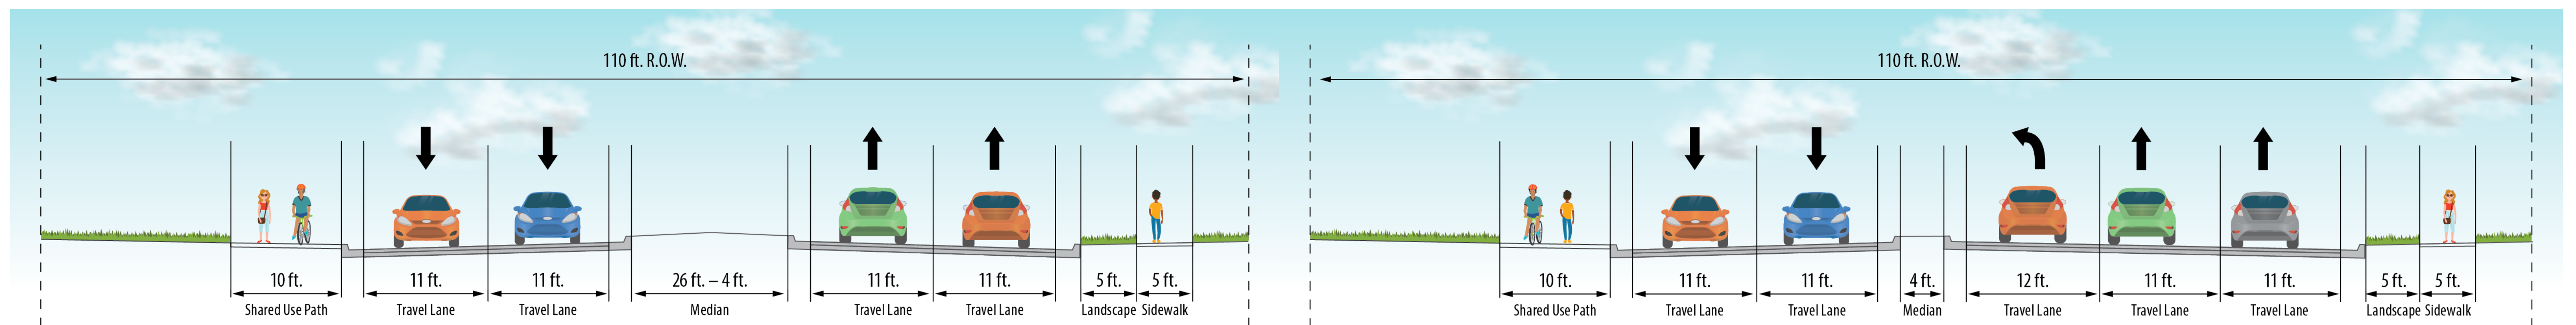 110 ft. R.O.W.
10 ft. 11 ft. 11 ft. 26 ft. – 4 ft. 11 ft. 11 ft. 5 ft. 5 ft.
Shared Use Path Travel Lane Travel Lane Median Travel Lane Travel Lane Landscape Sidewalk
110 ft. R.O.W.
10 ft. 11 ft. 11 ft. 4 ft. 12 ft. 11 ft. 11 ft. 5 ft. 5 ft.
Shared Use Path Travel Lane Travel Lane Median Travel Lane Travel Lane Travel Lane Landscape Sidewalk